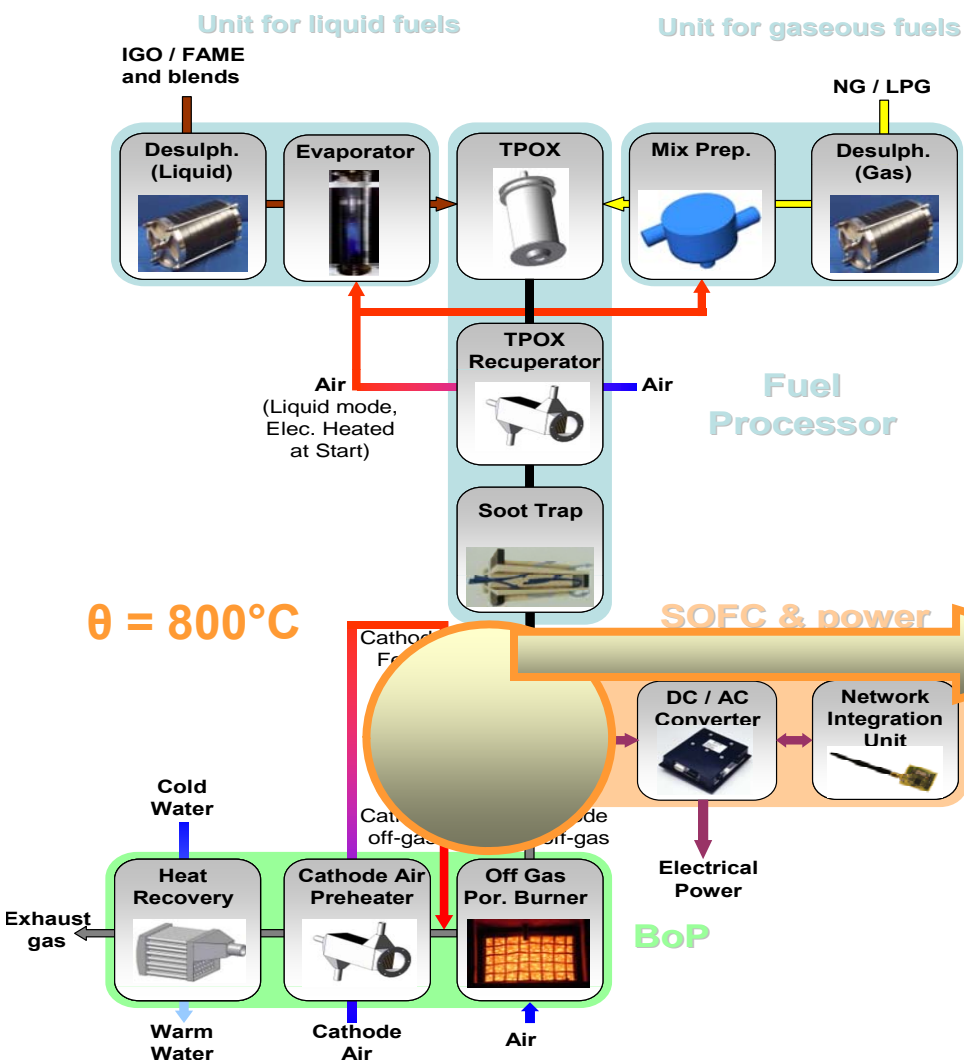 Unit for liquid fuels
Unit for gaseous fuels
IGO / FAME
and blends
NG / LPG
Desulph.
(Liquid)
Evaporator
TPOX
Mix Prep.
Desulph.
(Gas)
TPOX
Recuperator
Air
(Liquid mode,
Elec. Heated
at Start)
Air
Fuel
Processor
Soot Trap
θ = 800°C
SOFC & power
DC / AC
Converter
Network
Integration
Unit
off-gas
Cold
Water
Electrical
Power
Heat
Recovery
Cathode Air
Preheater
Off Gas
Por. Burner
Exhaust
gas
BoP
Warm
Water
Cathode
Air
Air